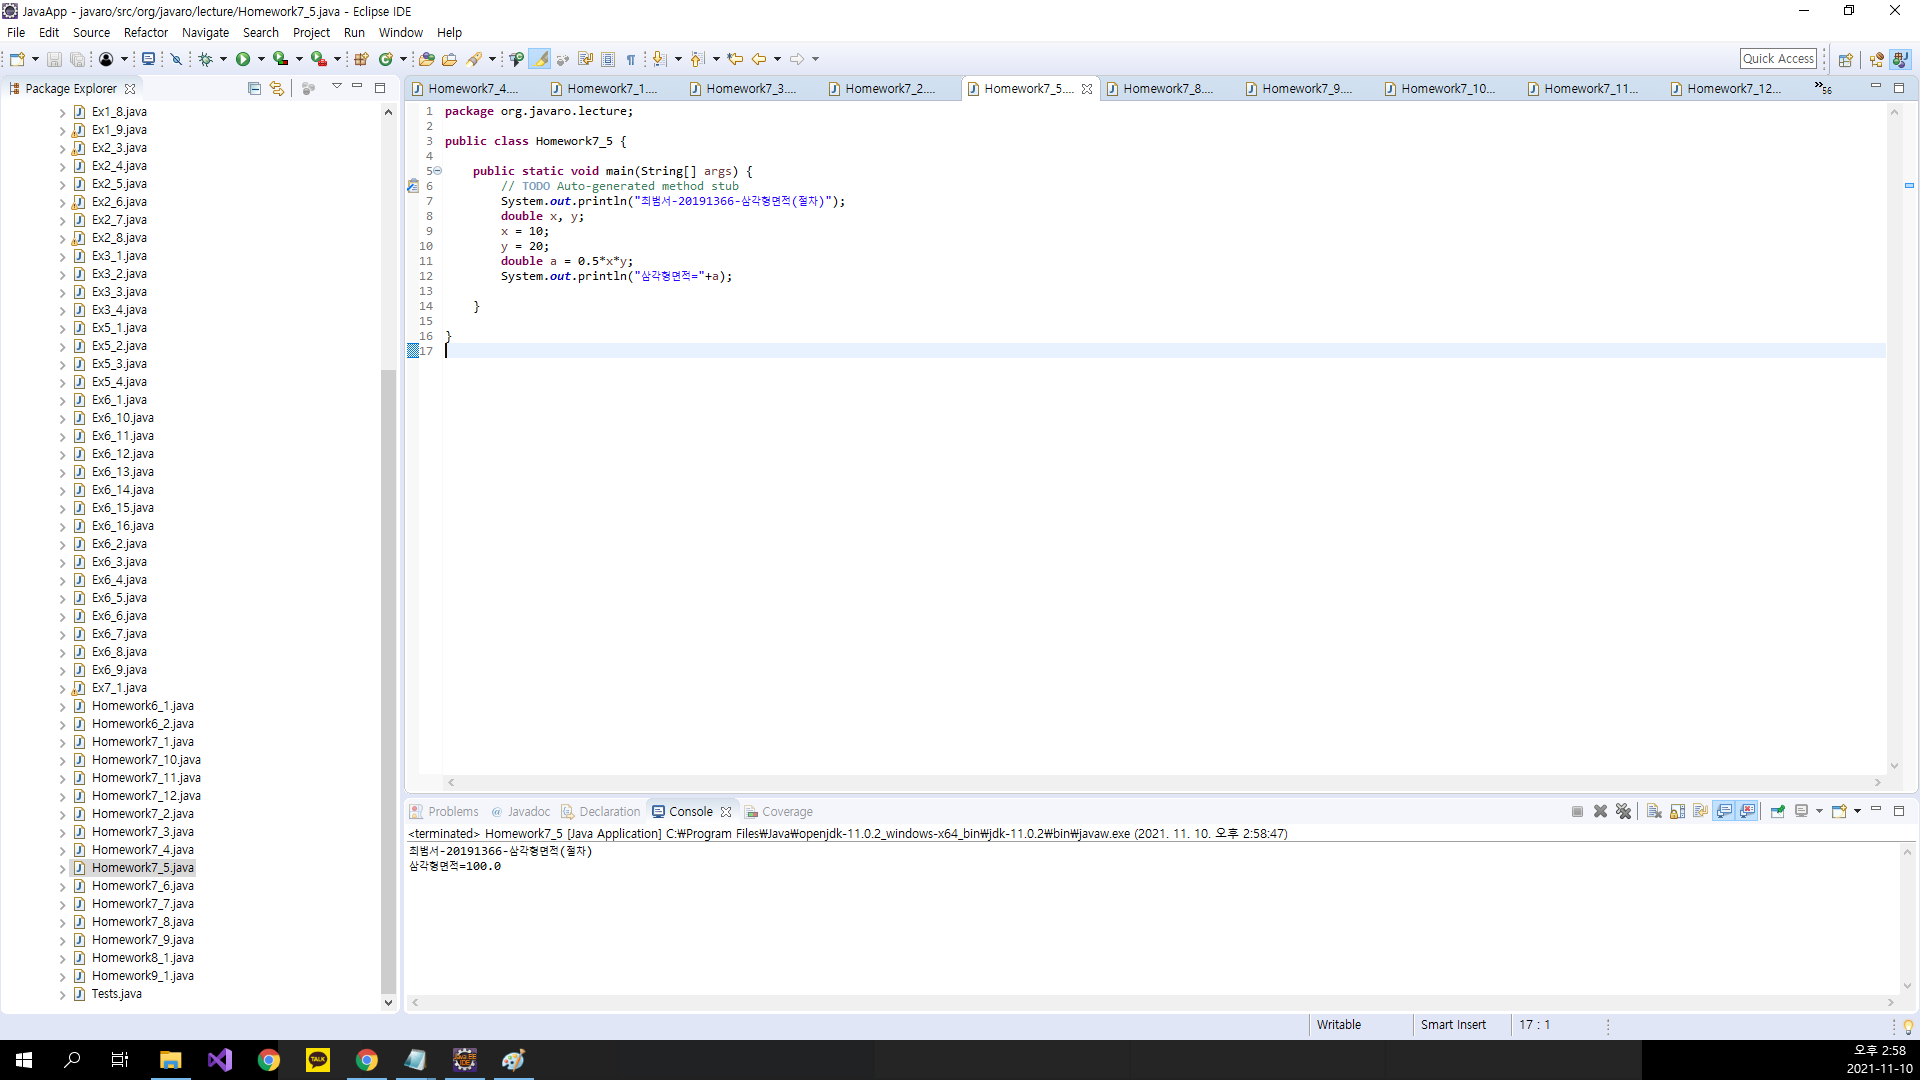 JavaApp - javaro/src/org/javaro/lecture/Homework7_5.java - Eclipse IDE
File Edit Source Refactor Navigate Search Project Run Window Help
Quick Access
Package Explorer
Homework7_4.... Homework7_1.... Homework7_3.... Homework7_2.... Homework7_5.... Homework7_8.... Homework7_9.... Homework7_10... Homework7_11... Homework7_12... »56
Ex1_8.java
Ex1_9.java
Ex2_3.java
Ex2_4.java
Ex2_5.java
Ex2_6.java
Ex2_7.java
Ex2_8.java
Ex3_1.java
Ex3_2.java
Ex3_3.java
Ex3_4.java
Ex5_1.java
Ex5_2.java
Ex5_3.java
Ex5_4.java
Ex6_1.java
Ex6_10.java
Ex6_11.java
Ex6_12.java
Ex6_13.java
Ex6_14.java
Ex6_15.java
Ex6_16.java
Ex6_2.java
Ex6_3.java
Ex6_4.java
Ex6_5.java
Ex6_6.java
Ex6_7.java
Ex6_8.java
Ex6_9.java
Ex7_1.java
Homework6_1.java
Homework6_2.java
Homework7_1.java
Homework7_10.java
Homework7_11.java
Homework7_12.java
Homework7_2.java
Homework7_3.java
Homework7_4.java
Homework7_5.java
Homework7_6.java
Homework7_7.java
Homework7_8.java
Homework7_9.java
Homework8_1.java
Homework9_1.java
Tests.java
1 package org.javaro.lecture;
2
3 public class Homework7_5 {
4
5 public static void main(String[] args) {
6 // TODO Auto-generated method stub
7 System.out.println("최범서-20191366-삼각형면적(절차)");
8 double x, y;
9 x = 10;
10 y = 20;
11 double a = 0.5*x*y;
12 System.out.println("삼각형면적="+a);
13
14 }
15
16 }
17
Problems @ Javadoc Declaration Console Coverage
<terminated> Homework7_5 [Java Application] C:₩Program Files₩Java₩openjdk-11.0.2_windows-x64_bin₩jdk-11.0.2₩bin₩javaw.exe (2021. 11. 10. 오후 2:58:47)
최범서-20191366-삼각형면적(절차)
삼각형면적=100.0
Writable Smart Insert 17 : 1
TALK
오후 2:58
2021-11-10